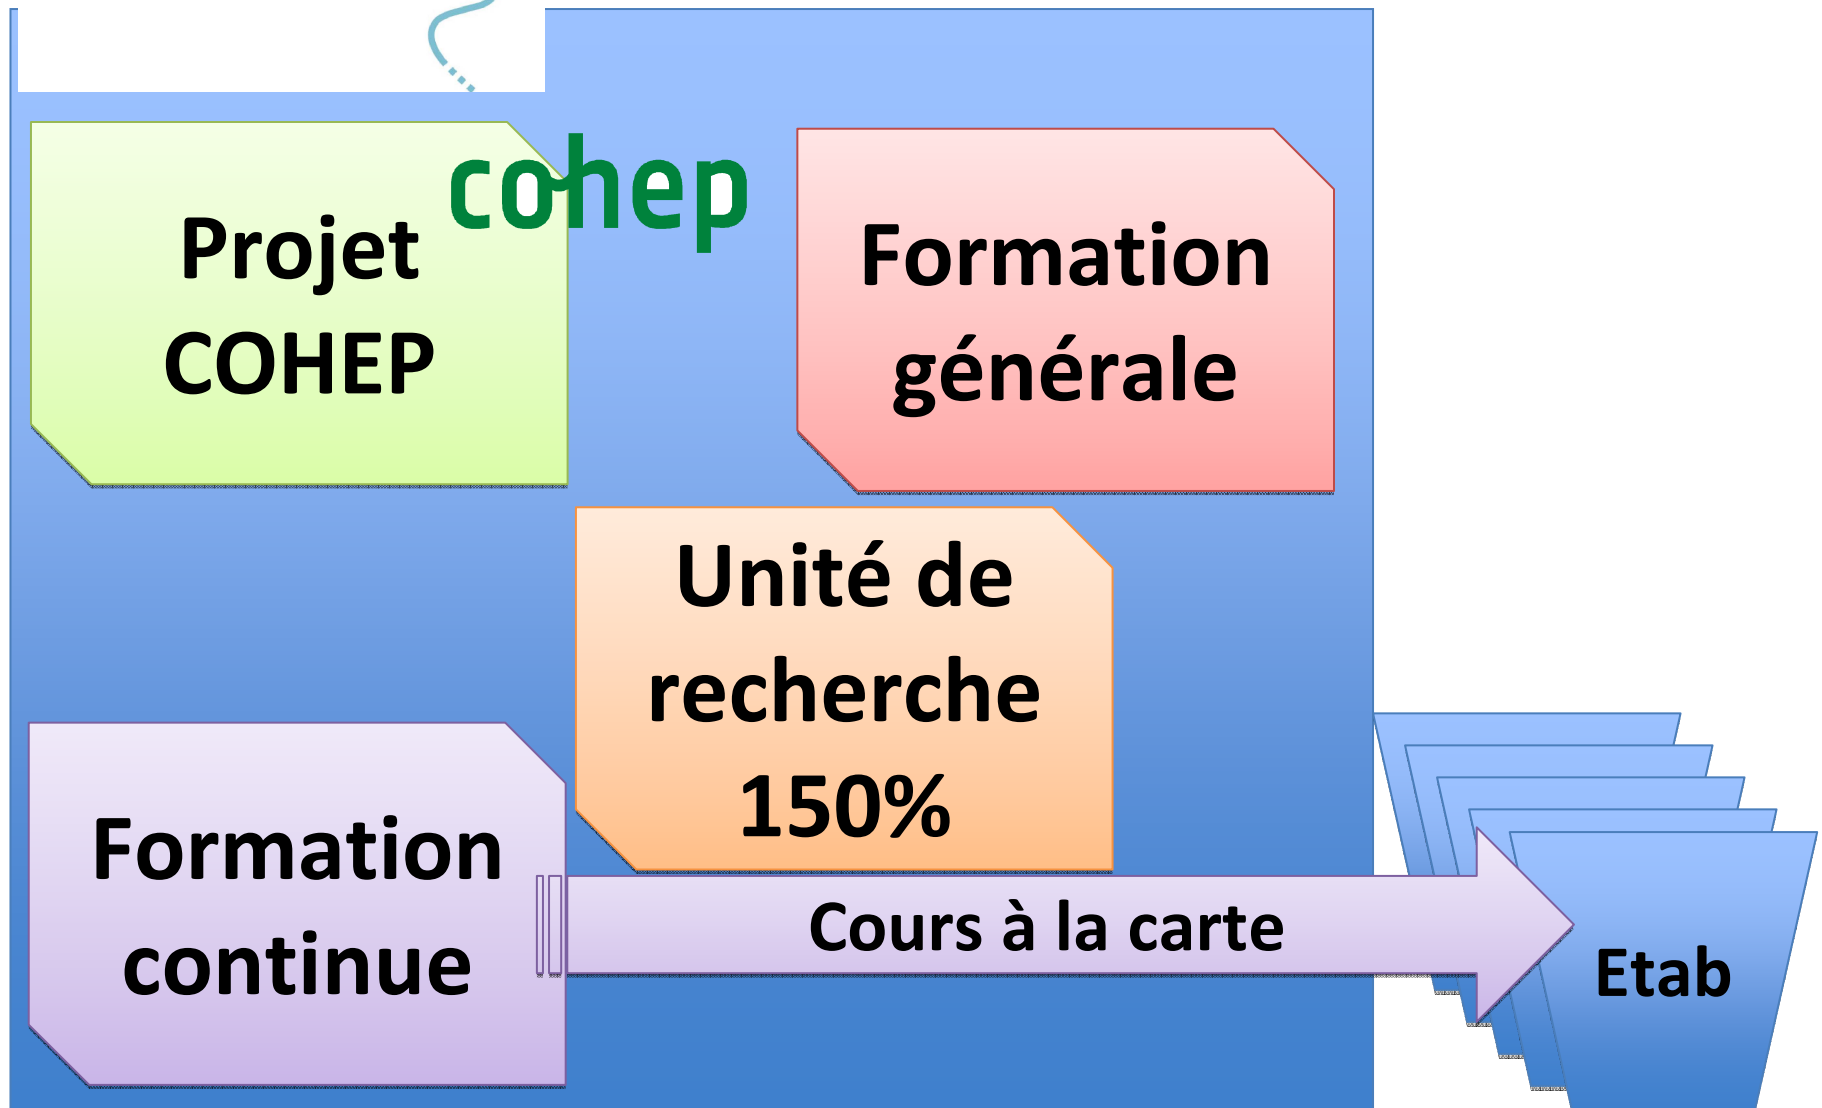 Projet
COHEP
cohep
Formation
générale
Unité de
recherche
150%
Formation
continue
Cours à la carte
Etab